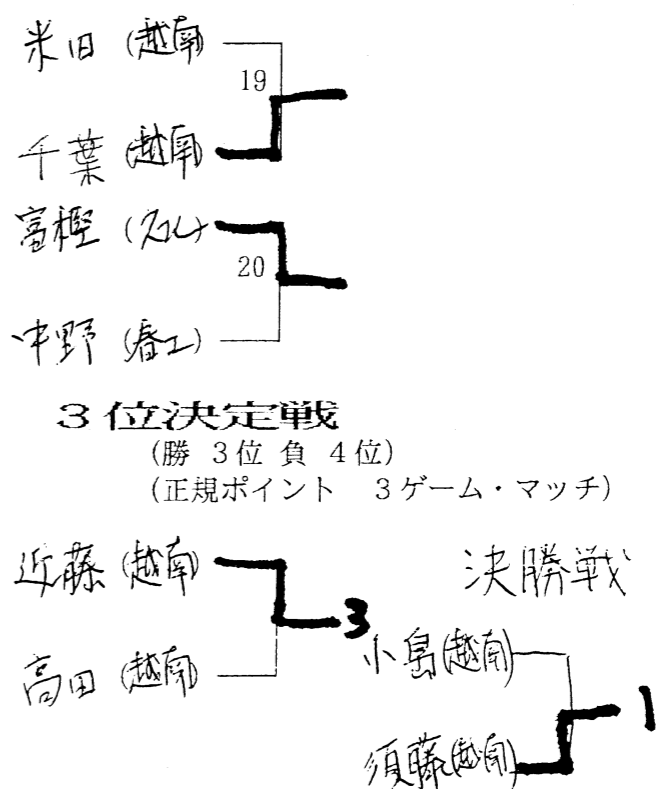 米田 (越南)
19
千葉 (越南)
富樫
20
中野 (春工)
3位決定戦
(勝 3位 負 4位)
(正規ポイント 3ゲーム・マッチ)
近藤 (越南)
決勝戦
3
小島 (越南)
高田 (越南)
1
須藤 (越南)